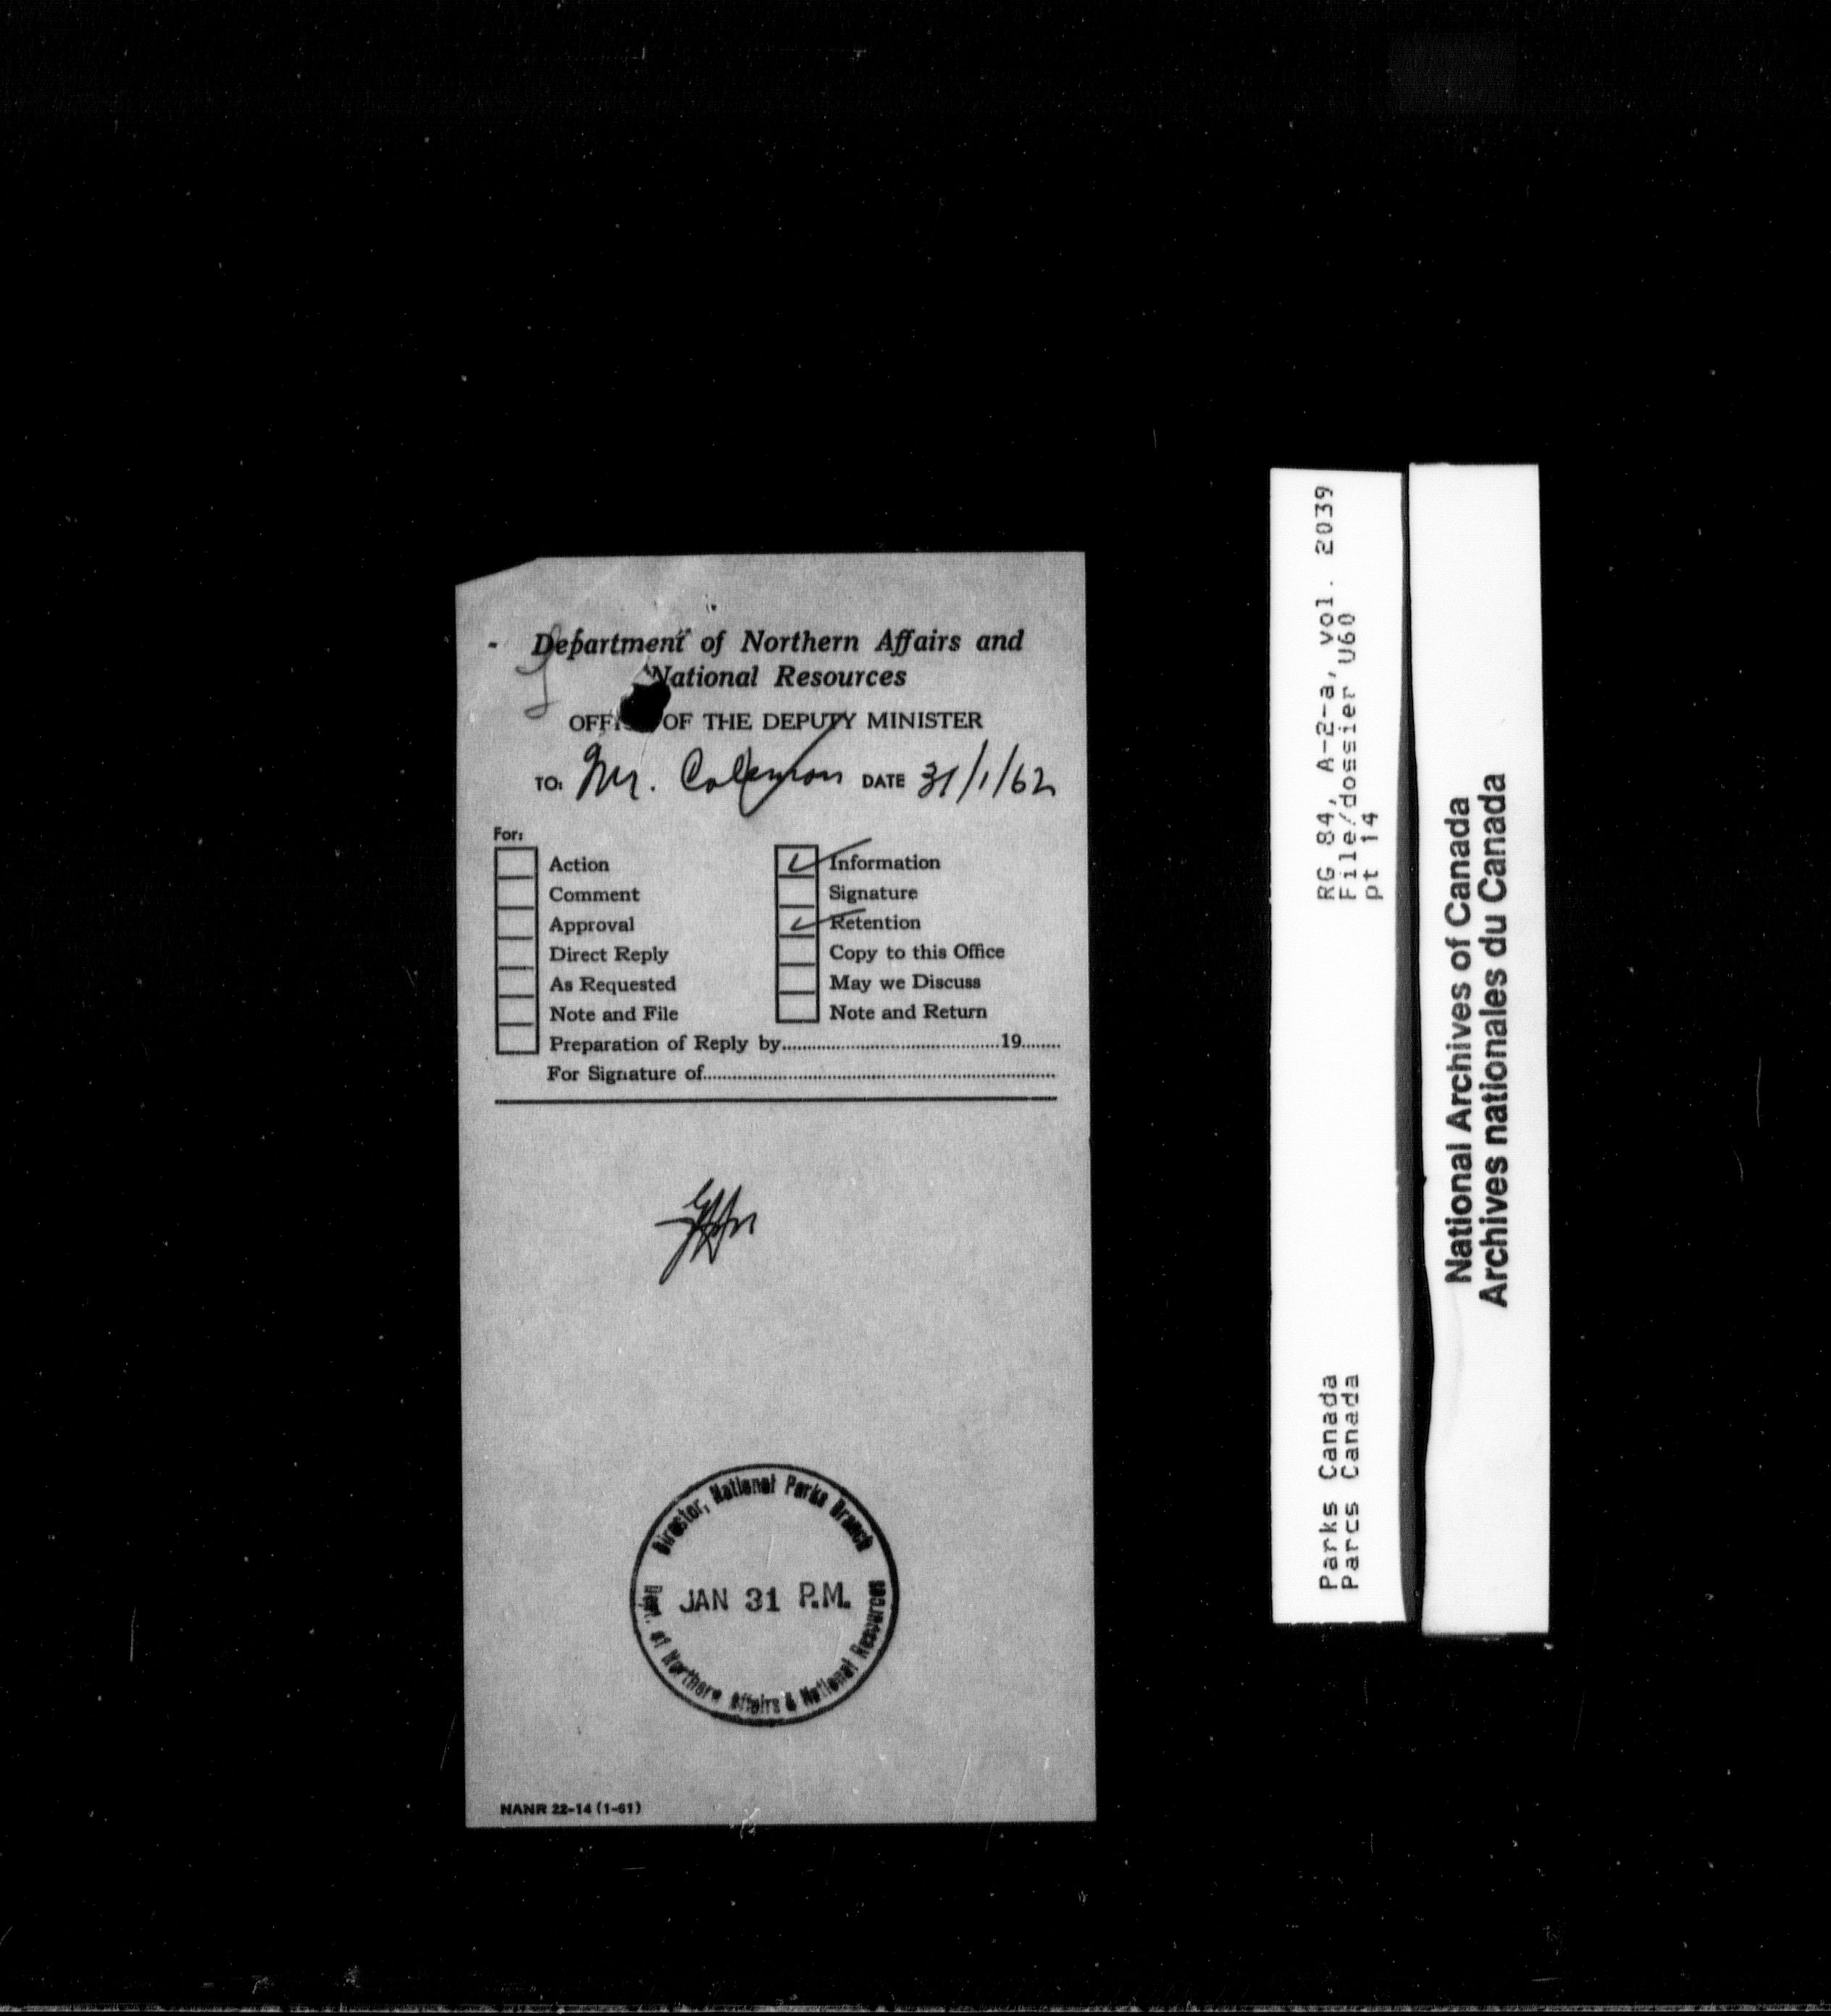 Department of Northern Affairs and
National Resources
OFFICE OF THE DEPUTY MINISTER
TO: Mr. Coleman DATE 31/1/62
For:
Action
Comment
Approval
Direct Reply
As Requested
Note and File
Information
Signature
Retention
Copy to this Office
May we Discuss
Note and Return
Preparation of Reply by 19
For Signature of
Director, National Parks Branch
JAN 31 P.M.
Dept. of Northern Affairs & National Resources
NANR 22-14 (1-61)
RG 84, A-2-a, vol. 2039
File/dossier U60
pt 14
Parks Canada
Parcs Canada
National Archives of Canada
Archives nationales du Canada